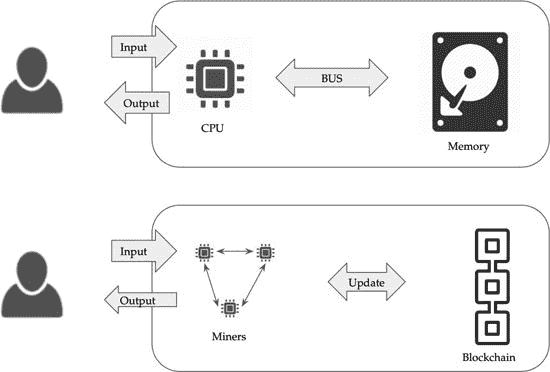 Input
Output
CPU
BUS
Memory
Input
Output
Miners
Update
Blockchain